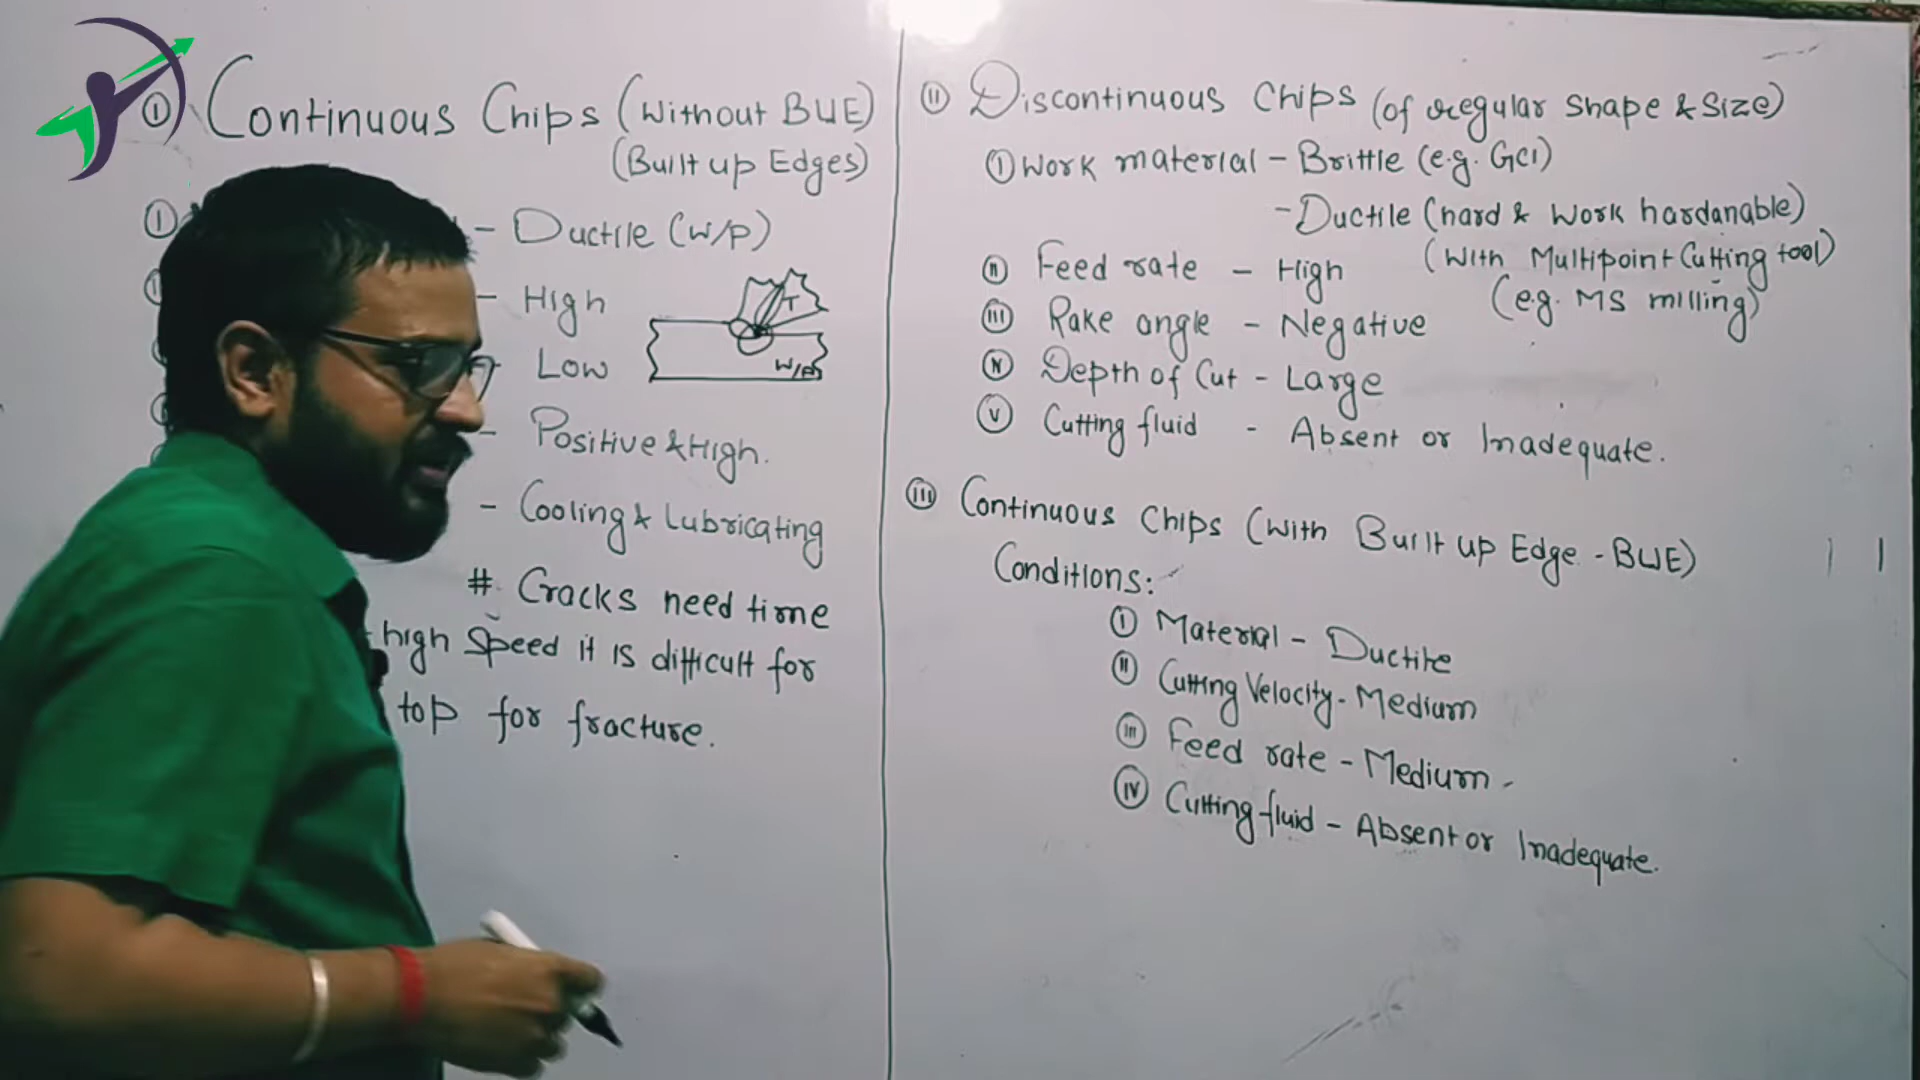 ① Continuous Chips (Without BUE)
(Built up Edges)
① - Ductile (W/P)
- High
- Low
- Positive & High.
- Cooling & Lubricating
# Cracks need time
high speed it is difficult for
top for fracture.
T
W/P
② Discontinuous Chips (of irregular shape & size)
① Work material - Brittle (e.g. GCI)
- Ductile (hard & work hardanable)
(With Multipoint Cutting tool)
(e.g. MS milling)
② Feed rate - High
③ Rake angle - Negative
④ Depth of Cut - Large
⑤ Cutting fluid - Absent or Inadequate.
③ Continuous Chips (With Built up Edge - BUE)
Conditions:
① Material - Ductile
② Cutting Velocity - Medium
③ Feed rate - Medium -
④ Cutting fluid - Absent or Inadequate.